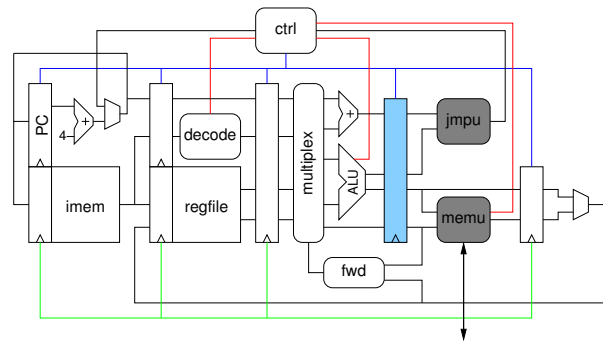 ctrl
PC
4
+
+
decode
multiplex
jmpu
imem
regfile
ALU
memu
fwd